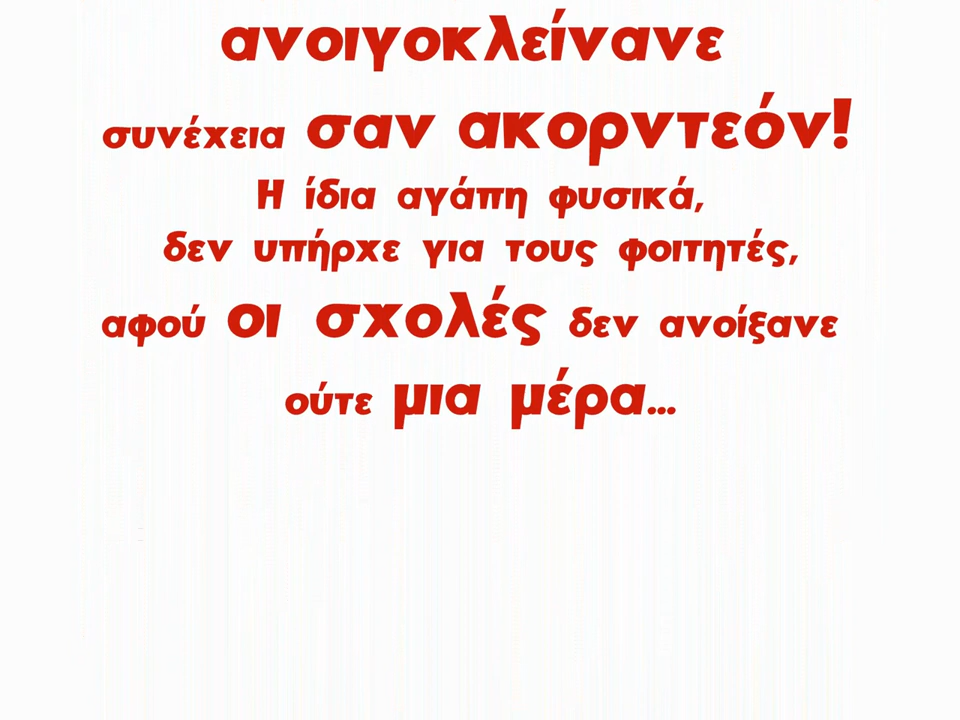 ανοιγοκλείνανε
συνέχεια σαν ακορντεόν!
Η ίδια αγάπη φυσικά,
δεν υπήρχε για τους φοιτητές,
αφού οι σχολές δεν ανοίξανε
ούτε μια μέρα...